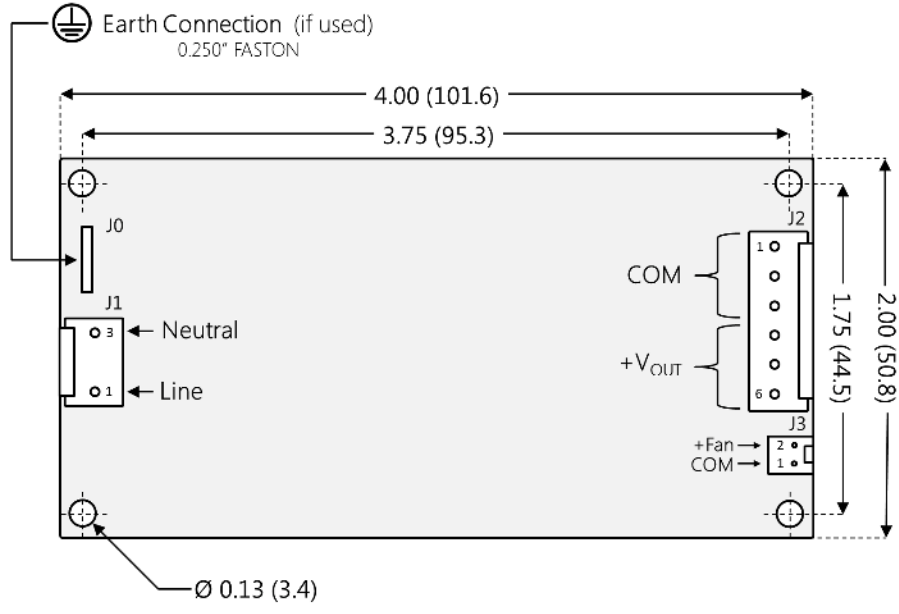 Earth Connection (if used)
0.250" FASTON
4.00 (101.6)
3.75 (95.3)
J0
J2
1
COM
J1
3 Neutral
+VOUT
1 Line
6
1.75 (44.5)
2.00 (50.8)
J3
+Fan 2
COM 1
Ø 0.13 (3.4)